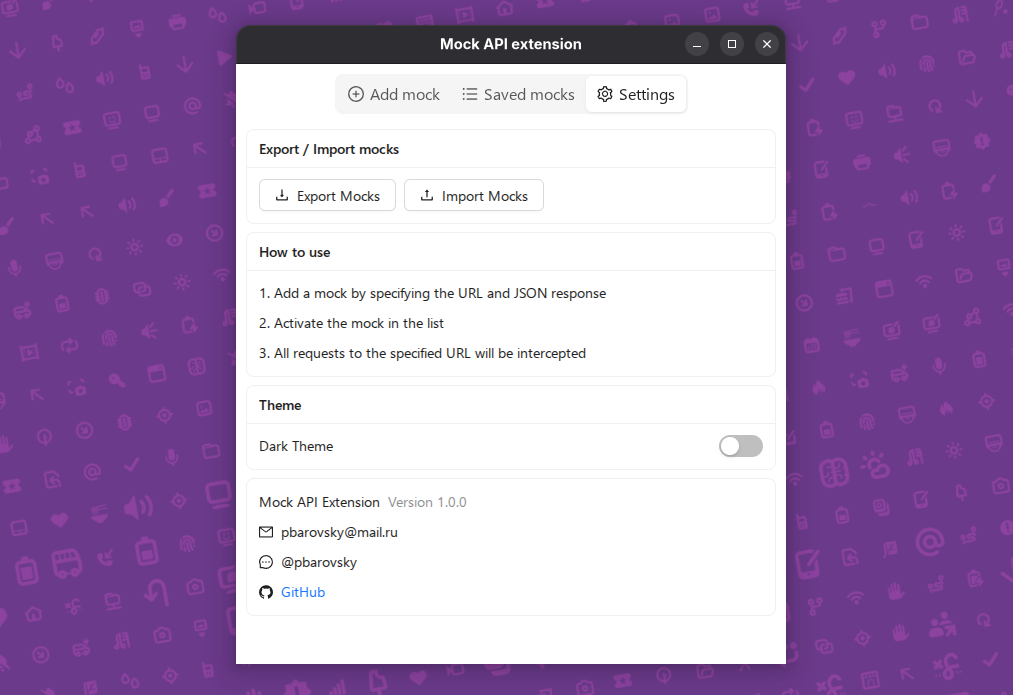 Mock API extension
Add mock Saved mocks Settings
Export / Import mocks
Export Mocks Import Mocks
How to use
1. Add a mock by specifying the URL and JSON response
2. Activate the mock in the list
3. All requests to the specified URL will be intercepted
Theme
Dark Theme
Mock API Extension Version 1.0.0
pbarovsky@mail.ru
@pbarovsky
GitHub